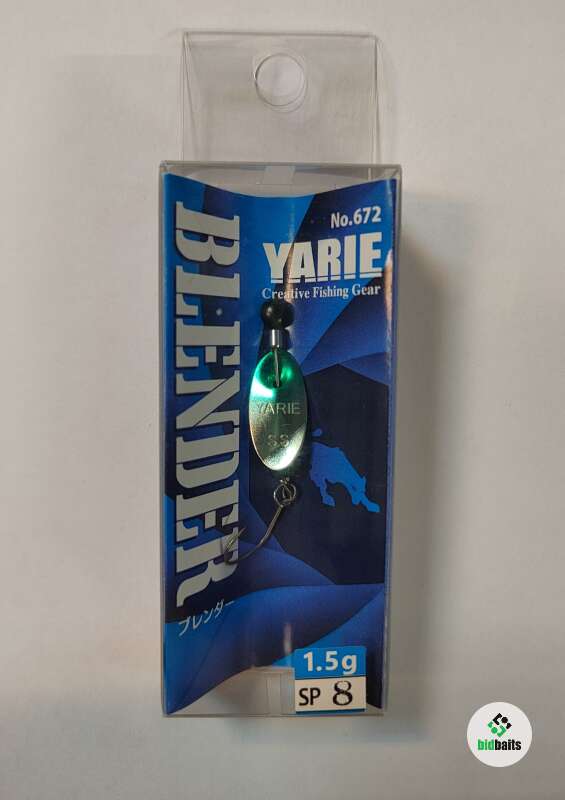 No.672
YARIE
Creative Fishing Gear
BLENDER
ブレンダー
YARIE
1.5g
SP 8
bidbaits